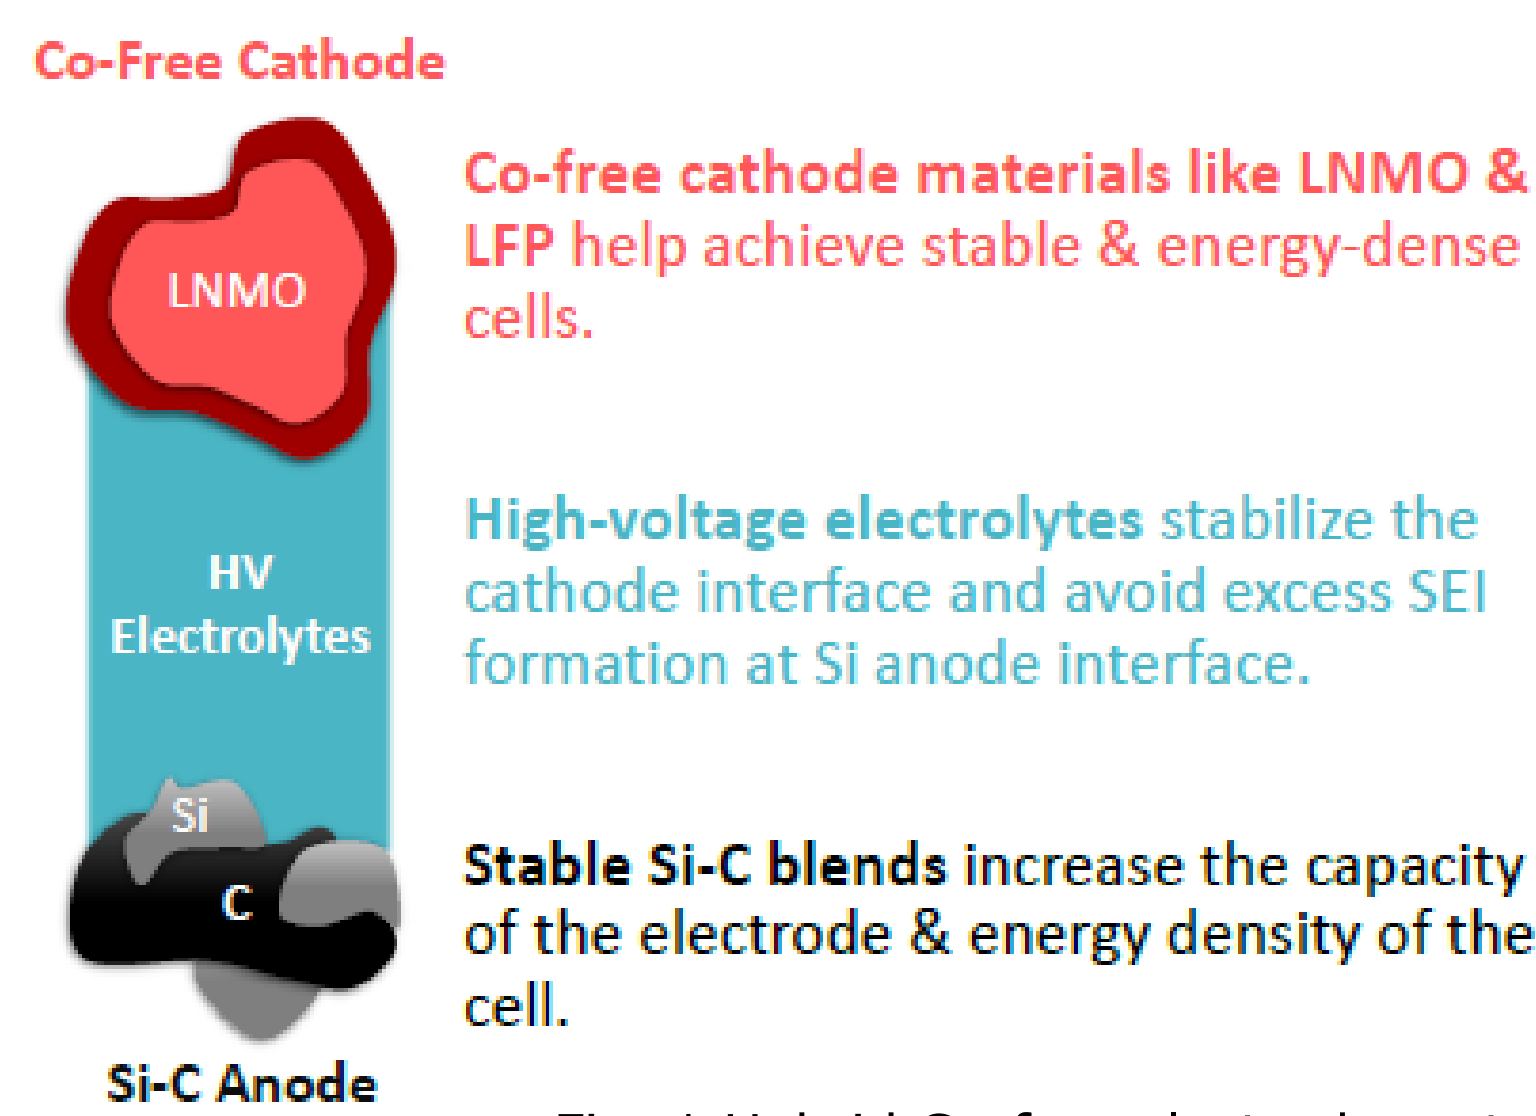 Co-Free Cathode
LNMO
Co-free cathode materials like LNMO &
LFP help achieve stable & energy-dense
cells.
HV
Electrolytes
High-voltage electrolytes stabilize the
cathode interface and avoid excess SEI
formation at Si anode interface.
Si
C
Stable Si-C blends increase the capacity
of the electrode & energy density of the
cell.
Si-C Anode